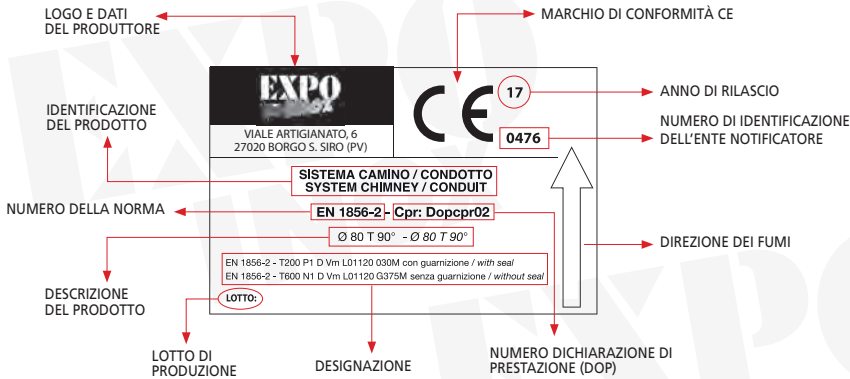 LOGO E DATI
DEL PRODUTTORE
MARCHIO DI CONFORMITÀ CE
EXPO
CE
17
ANNO DI RILASCIO
IDENTIFICAZIONE
DEL PRODOTTO
VIALE ARTIGIANATO, 6
27020 BORGO S. SIRO (PV)
0476
NUMERO DI IDENTIFICAZIONE
DELL'ENTE NOTIFICATORE
SISTEMA CAMINO / CONDOTTO
SYSTEM CHIMNEY / CONDUIT
NUMERO DELLA NORMA
EN 1856-2 - Cpr: Dopcpr02
Ø 80 T 90° - Ø 80 T 90°
DIREZIONE DEI FUMI
EN 1856-2 - T200 P1 D Vm L01120 030M con guarnizione / with seal
EN 1856-2 - T600 N1 D Vm L01120 G375M senza guarnizione / without seal
DESCRIZIONE
DEL PRODOTTO
LOTTO:
LOTTO DI
PRODUZIONE
DESIGNAZIONE
NUMERO DICHIARAZIONE DI
PRESTAZIONE (DOP)